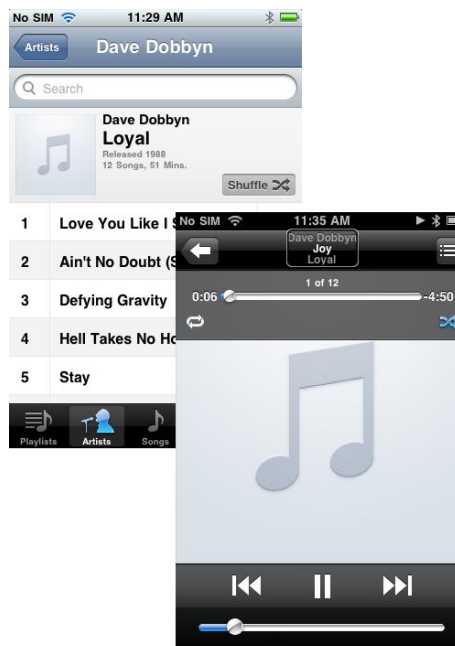 No SIM 11:29 AM
Artists Dave Dobbyn
Search
Dave Dobbyn
Loyal
Released 1988
12 Songs, 51 Mins.
Shuffle
1 Love You Like I
2 Ain't No Doubt
3 Defying Gravity
4 Hell Takes No
5 Stay
Playlists Artists Songs
No SIM 11:35 AM
Dave Dobbyn
Joy
Loyal
1 of 12
0:06 -4:50